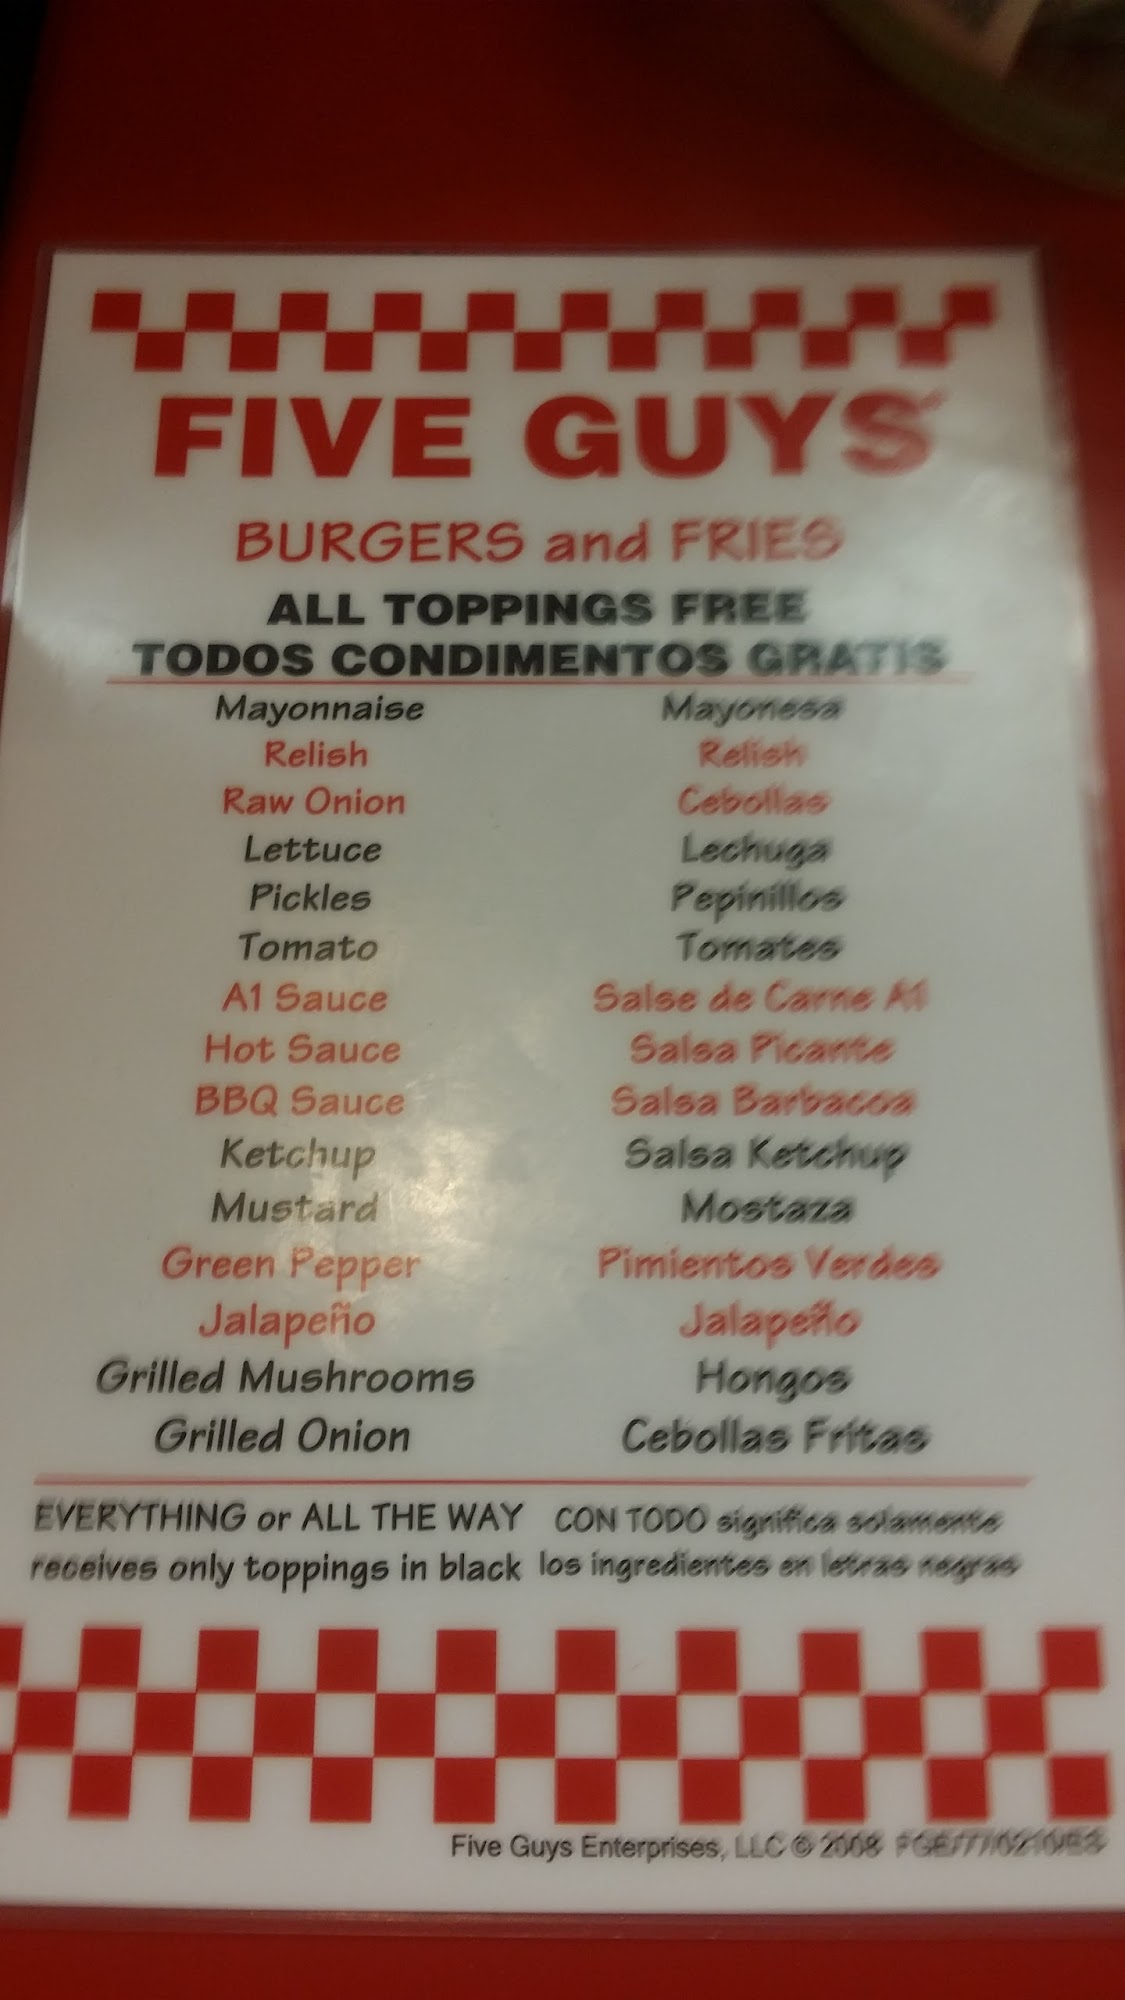 FIVE GUYS
BURGERS and FRIES
ALL TOPPINGS FREE
TODOS CONDIMENTOS GRATIS
Mayonnaise Mayonesa
Relish Relish
Raw Onion Cebollas
Lettuce Lechuga
Pickles Pepinillos
Tomato Tomates
A1 Sauce Salse de Carne A1
Hot Sauce Salsa Picante
BBQ Sauce Salsa Barbacoa
Ketchup Salsa Ketchup
Mustard Mostaza
Green Pepper Pimientos Verdes
Jalapeño Jalapeño
Grilled Mushrooms Hongos
Grilled Onion Cebollas Fritas
EVERYTHING or ALL THE WAY CON TODO significa solamente
receives only toppings in black los ingredientes en letras negras
Five Guys Enterprises, LLC © 2008